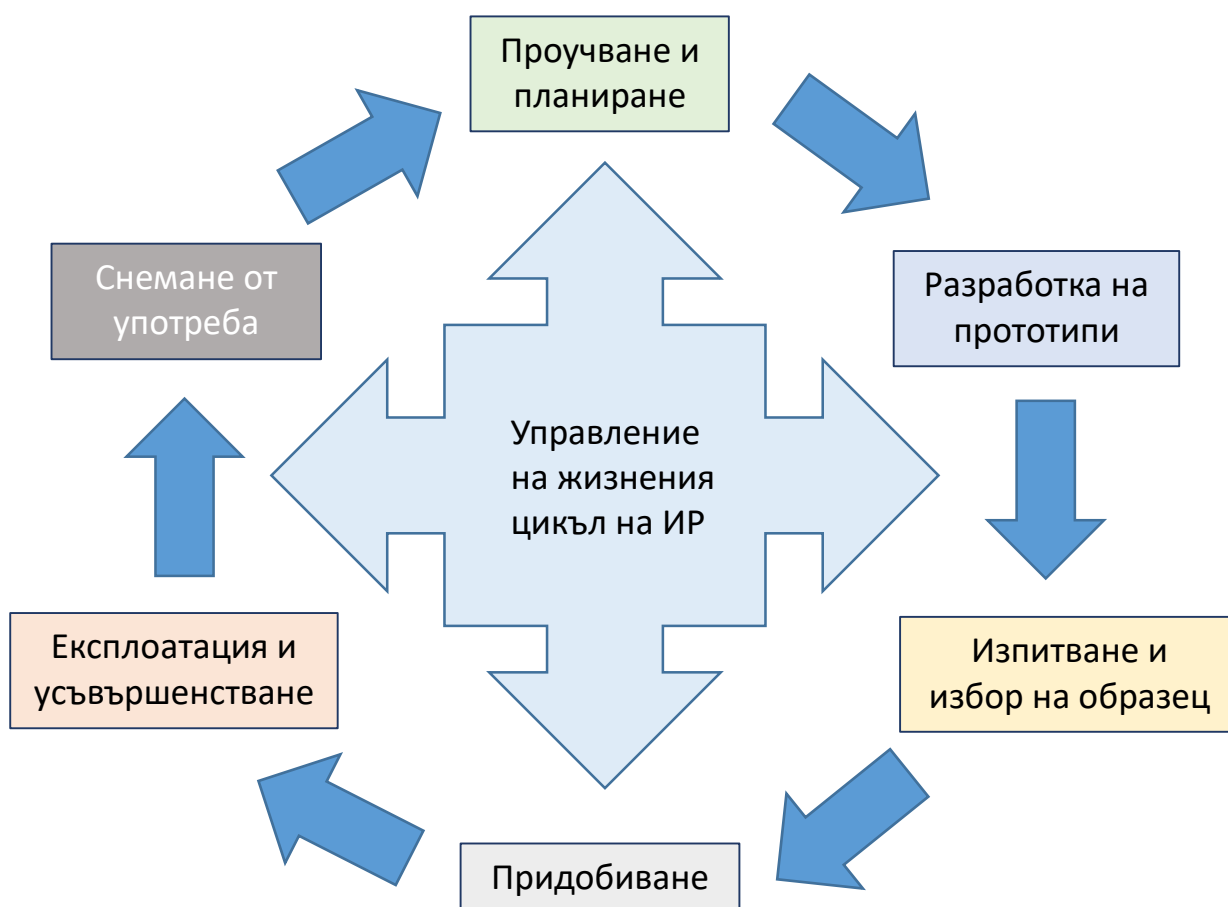 Проучване и
планиране
Снемане от
употреба
Разработка на
прототипи
Управление
на жизнения
цикъл на ИР
Експлоатация и
усъвършенстване
Изпитване и
избор на образец
Придобиване